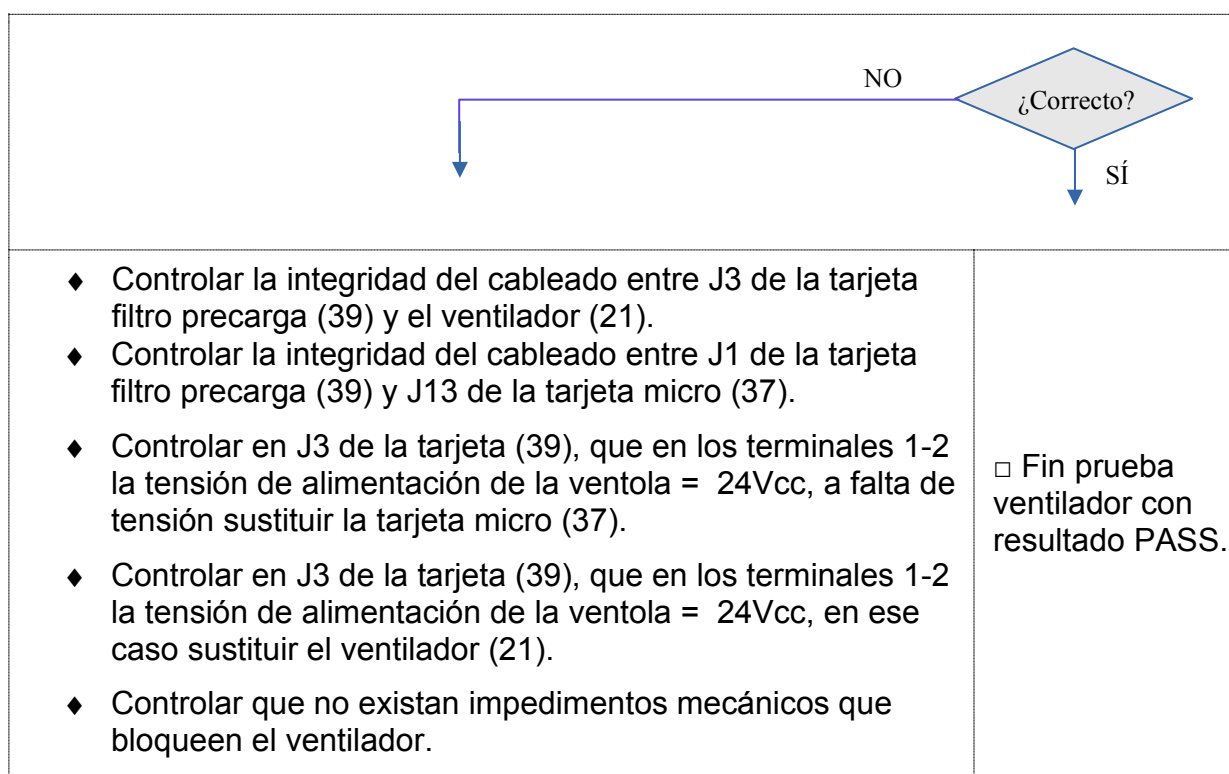 NO
¿Correcto?
SÍ
♦ Controlar la integridad del cableado entre J3 de la tarjeta
filtro precarga (39) y el ventilador (21).
♦ Controlar la integridad del cableado entre J1 de la tarjeta
filtro precarga (39) y J13 de la tarjeta micro (37).
♦ Controlar en J3 de la tarjeta (39), que en los terminales 1-2
la tensión de alimentación de la ventola = 24Vcc, a falta de
tensión sustituir la tarjeta micro (37).
♦ Controlar en J3 de la tarjeta (39), que en los terminales 1-2
la tensión de alimentación de la ventola = 24Vcc, en ese
caso sustituir el ventilador (21).
♦ Controlar que no existan impedimentos mecánicos que
bloqueen el ventilador.
□ Fin prueba
ventilador con
resultado PASS.